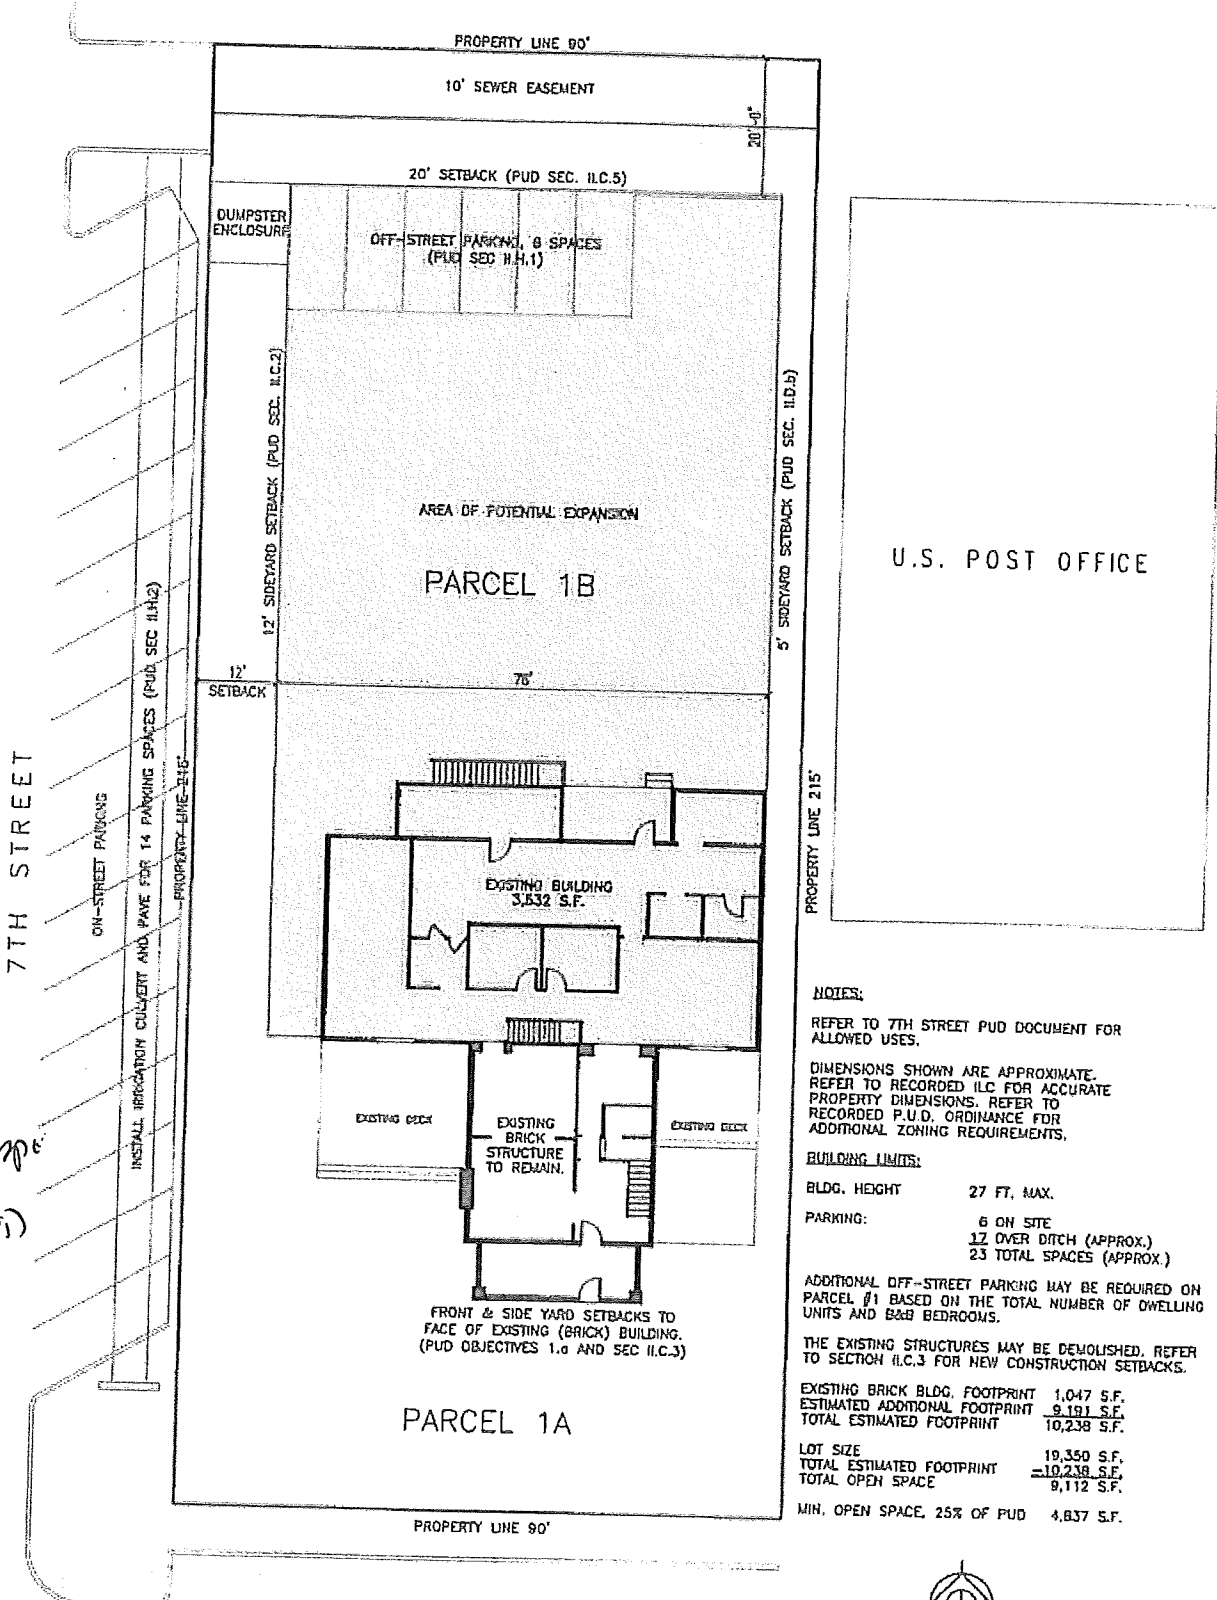 PROPERTY LINE 90'
10' SEWER EASEMENT
20'-0"
20' SETBACK (PUD SEC. II.C.5)
DUMPSTER
ENCLOSURE
OFF-STREET PARKING, 6 SPACES
(PUD SEC II.H.1)
12' SIDEYARD SETBACK (PUD SEC. II.C.2)
5' SIDEYARD SETBACK (PUD SEC. II.D.b)
AREA OF POTENTIAL EXPANSION
PARCEL 1B
U.S. POST OFFICE
12'
SETBACK
76'
7TH STREET
ON-STREET PARKING
INSTALL IRRIGATION CULVERT AND PAVE FOR 14 PARKING SPACES (PUD SEC II.H.2)
PROPERTY LINE 215'
PROPERTY LINE 215'
EXISTING BUILDING
3,532 S.F.
EXISTING DECK
EXISTING
BRICK
STRUCTURE
TO REMAIN.
EXISTING DECK
FRONT & SIDE YARD SETBACKS TO
FACE OF EXISTING (BRICK) BUILDING.
(PUD OBJECTIVES 1.a AND SEC II.C.3)
PARCEL 1A
PROPERTY LINE 90'
NOTES:
REFER TO 7TH STREET PUD DOCUMENT FOR
ALLOWED USES.
DIMENSIONS SHOWN ARE APPROXIMATE.
REFER TO RECORDED ILC FOR ACCURATE
PROPERTY DIMENSIONS. REFER TO
RECORDED P.U.D. ORDINANCE FOR
ADDITIONAL ZONING REQUIREMENTS.
BUILDING LIMITS:
BLDG. HEIGHT 27 FT. MAX.
PARKING: 6 ON SITE
17 OVER DITCH (APPROX.)
23 TOTAL SPACES (APPROX.)
ADDITIONAL OFF-STREET PARKING MAY BE REQUIRED ON
PARCEL #1 BASED ON THE TOTAL NUMBER OF DWELLING
UNITS AND B&B BEDROOMS.
THE EXISTING STRUCTURES MAY BE DEMOLISHED. REFER
TO SECTION II.C.3 FOR NEW CONSTRUCTION SETBACKS.
EXISTING BRICK BLDG. FOOTPRINT 1,047 S.F.
ESTIMATED ADDITIONAL FOOTPRINT 9,191 S.F.
TOTAL ESTIMATED FOOTPRINT 10,238 S.F.
LOT SIZE 19,350 S.F.
TOTAL ESTIMATED FOOTPRINT -10,238 S.F.
TOTAL OPEN SPACE 9,112 S.F.
MIN. OPEN SPACE, 25% OF PUD 4,837 S.F.